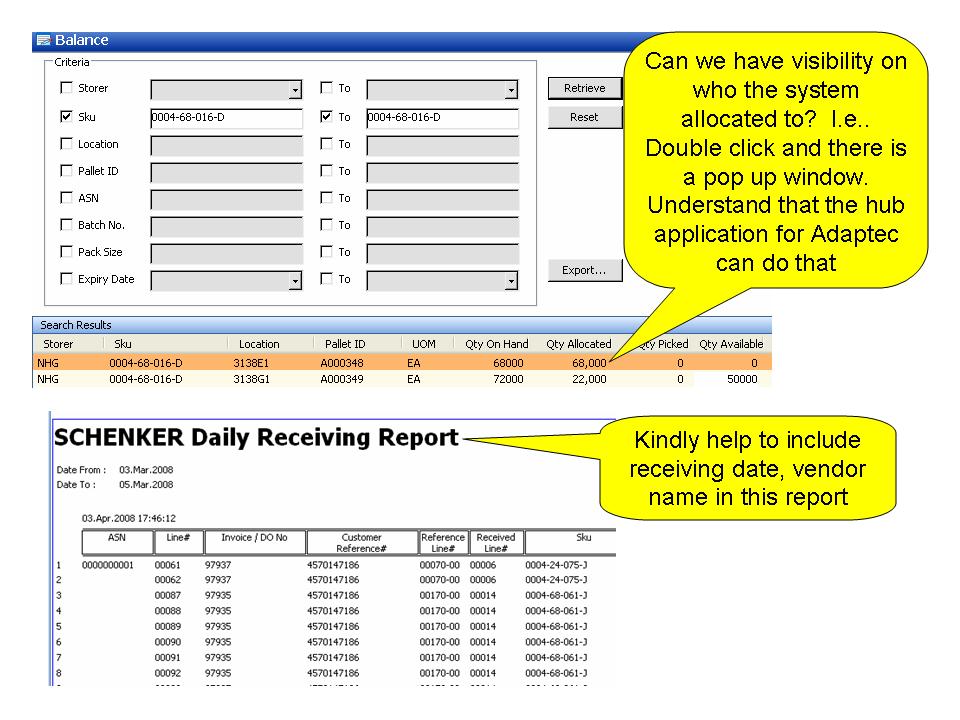 Balance
Criteria
Storer To
Sku 0004-68-016-D To 0004-68-016-D
Location To
Pallet ID To
ASN To
Batch No. To
Pack Size To
Expiry Date To
Retrieve
Reset
Export...
Can we have visibility on
who the system
allocated to? I.e..
Double click and there is
a pop up window.
Understand that the hub
application for Adaptec
can do that
Search Results
Storer Sku Location Pallet ID UOM Qty On Hand Qty Allocated Qty Picked Qty Available
NHG 0004-68-016-D 3138E1 A000348 EA 68000 68,000 0 0
NHG 0004-68-016-D 3138G1 A000349 EA 72000 22,000 0 50000
SCHENKER Daily Receiving Report
Kindly help to include
receiving date, vendor
name in this report
Date From : 03.Mar.2008
Date To : 05.Mar.2008
03.Apr.2008 17:46:12
ASN Line# Invoice / DO No Customer Reference# Reference Line# Received Line# Sku
1 0000000001 00061 97937 4570147186 00070-00 00006 0004-24-075-J
2 00062 97937 4570147186 00070-00 00006 0004-24-075-J
3 00087 97935 4570147186 00170-00 00014 0004-68-061-J
4 00088 97935 4570147186 00170-00 00014 0004-68-061-J
5 00089 97935 4570147186 00170-00 00014 0004-68-061-J
6 00090 97935 4570147186 00170-00 00014 0004-68-061-J
7 00091 97935 4570147186 00170-00 00014 0004-68-061-J
8 00092 97935 4570147186 00170-00 00014 0004-68-061-J